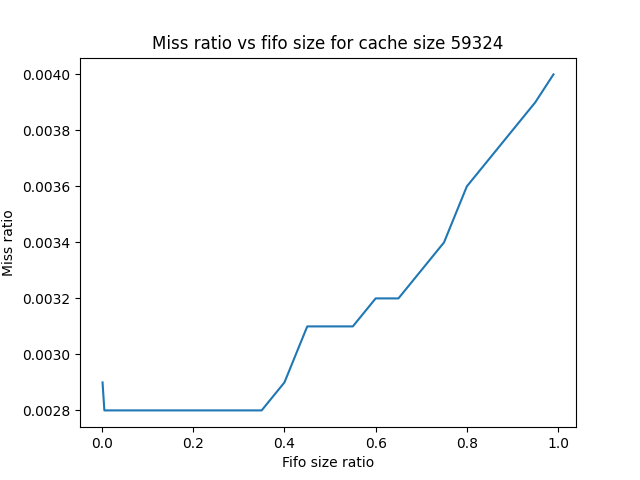 Miss ratio vs fifo size for cache size 59324
0.0040
0.0038
0.0036
0.0034
0.0032
0.0030
0.0028
Miss ratio
0.0 0.2 0.4 0.6 0.8 1.0
Fifo size ratio